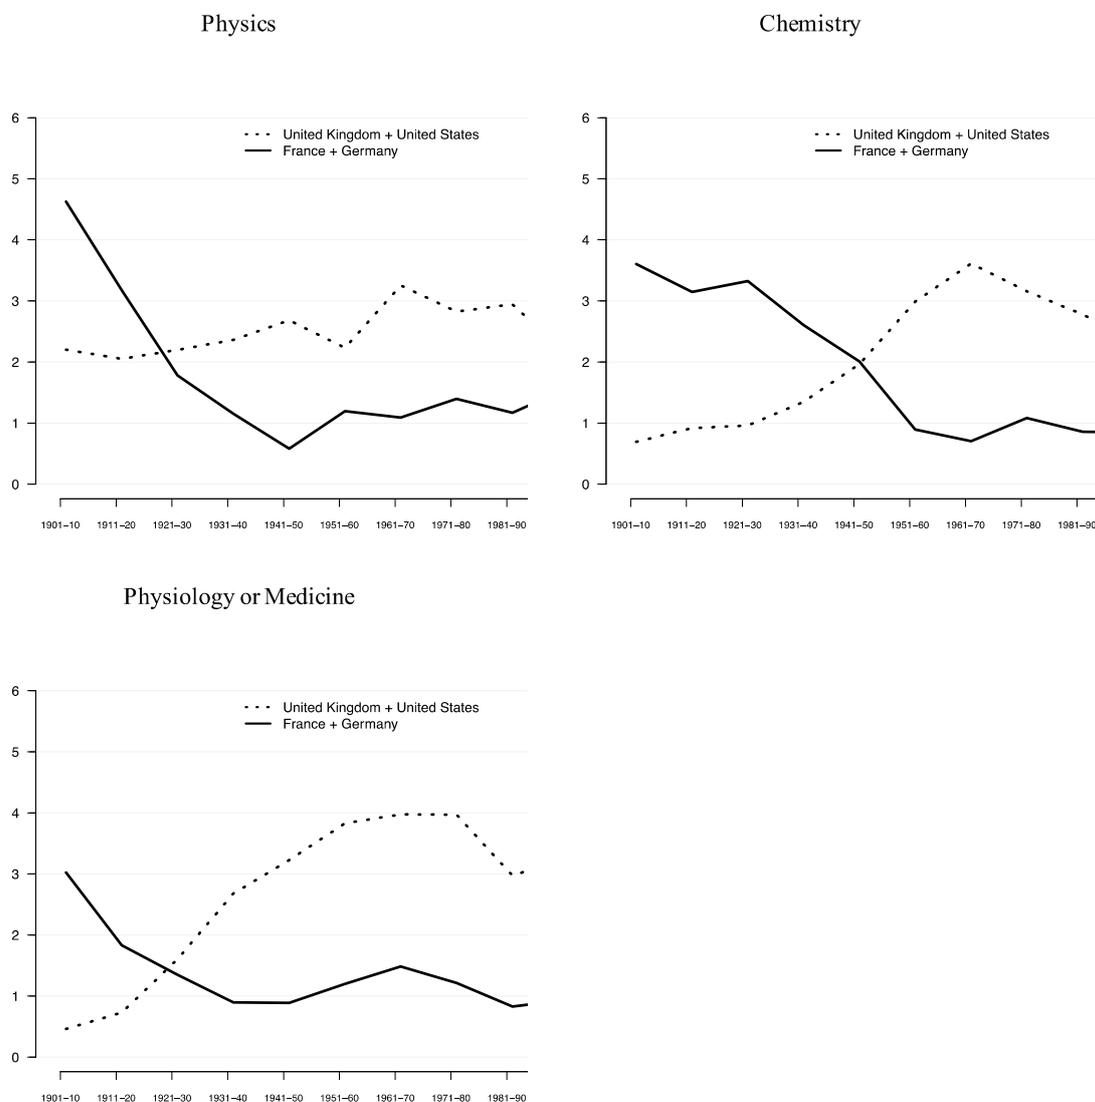 Physics
6
United Kingdom + United States
France + Germany
5
4
3
2
1
0
1901–10 1911–20 1921–30 1931–40 1941–50 1951–60 1961–70 1971–80 1981–90
Chemistry
6
United Kingdom + United States
France + Germany
5
4
3
2
1
0
1901–10 1911–20 1921–30 1931–40 1941–50 1951–60 1961–70 1971–80 1981–90
Physiology or Medicine
6
United Kingdom + United States
France + Germany
5
4
3
2
1
0
1901–10 1911–20 1921–30 1931–40 1941–50 1951–60 1961–70 1971–80 1981–90